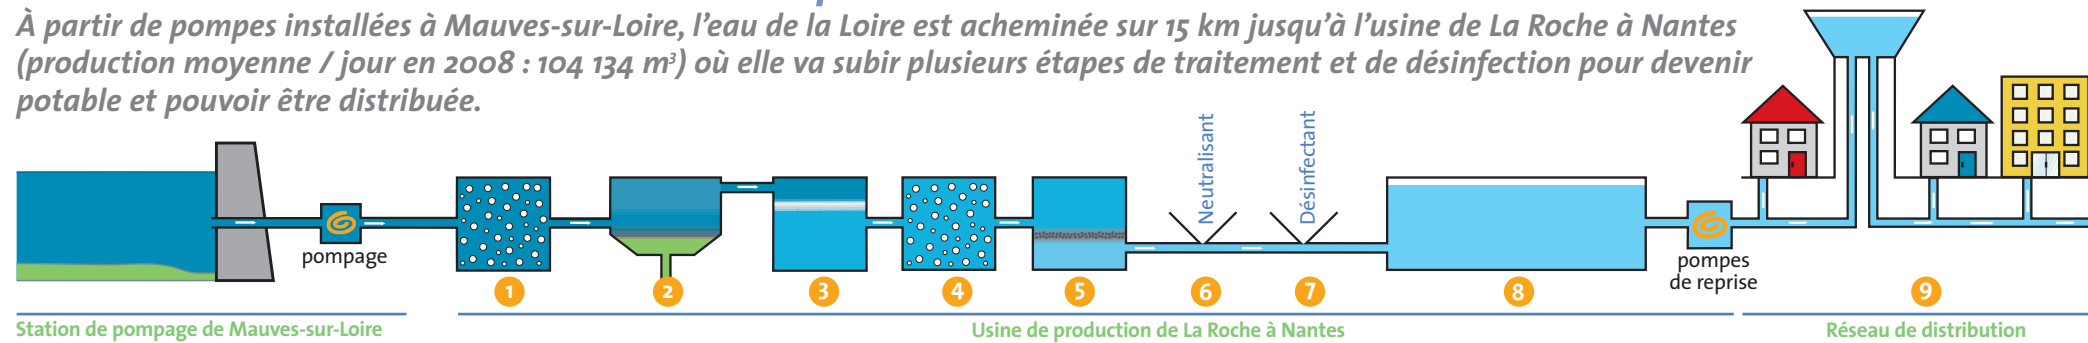 À partir de pompes installées à Mauves-sur-Loire, l'eau de la Loire est acheminée sur 15 km jusqu'à l'usine de La Roche à Nantes
(production moyenne / jour en 2008 : 104 134 m³) où elle va subir plusieurs étapes de traitement et de désinfection pour devenir
potable et pouvoir être distribuée.
Neutralisant
Désinfectant
pompage
pompes
de reprise
1
2
3
4
5
6
7
8
9
Station de pompage de Mauves-sur-Loire
Usine de production de La Roche à Nantes
Réseau de distribution